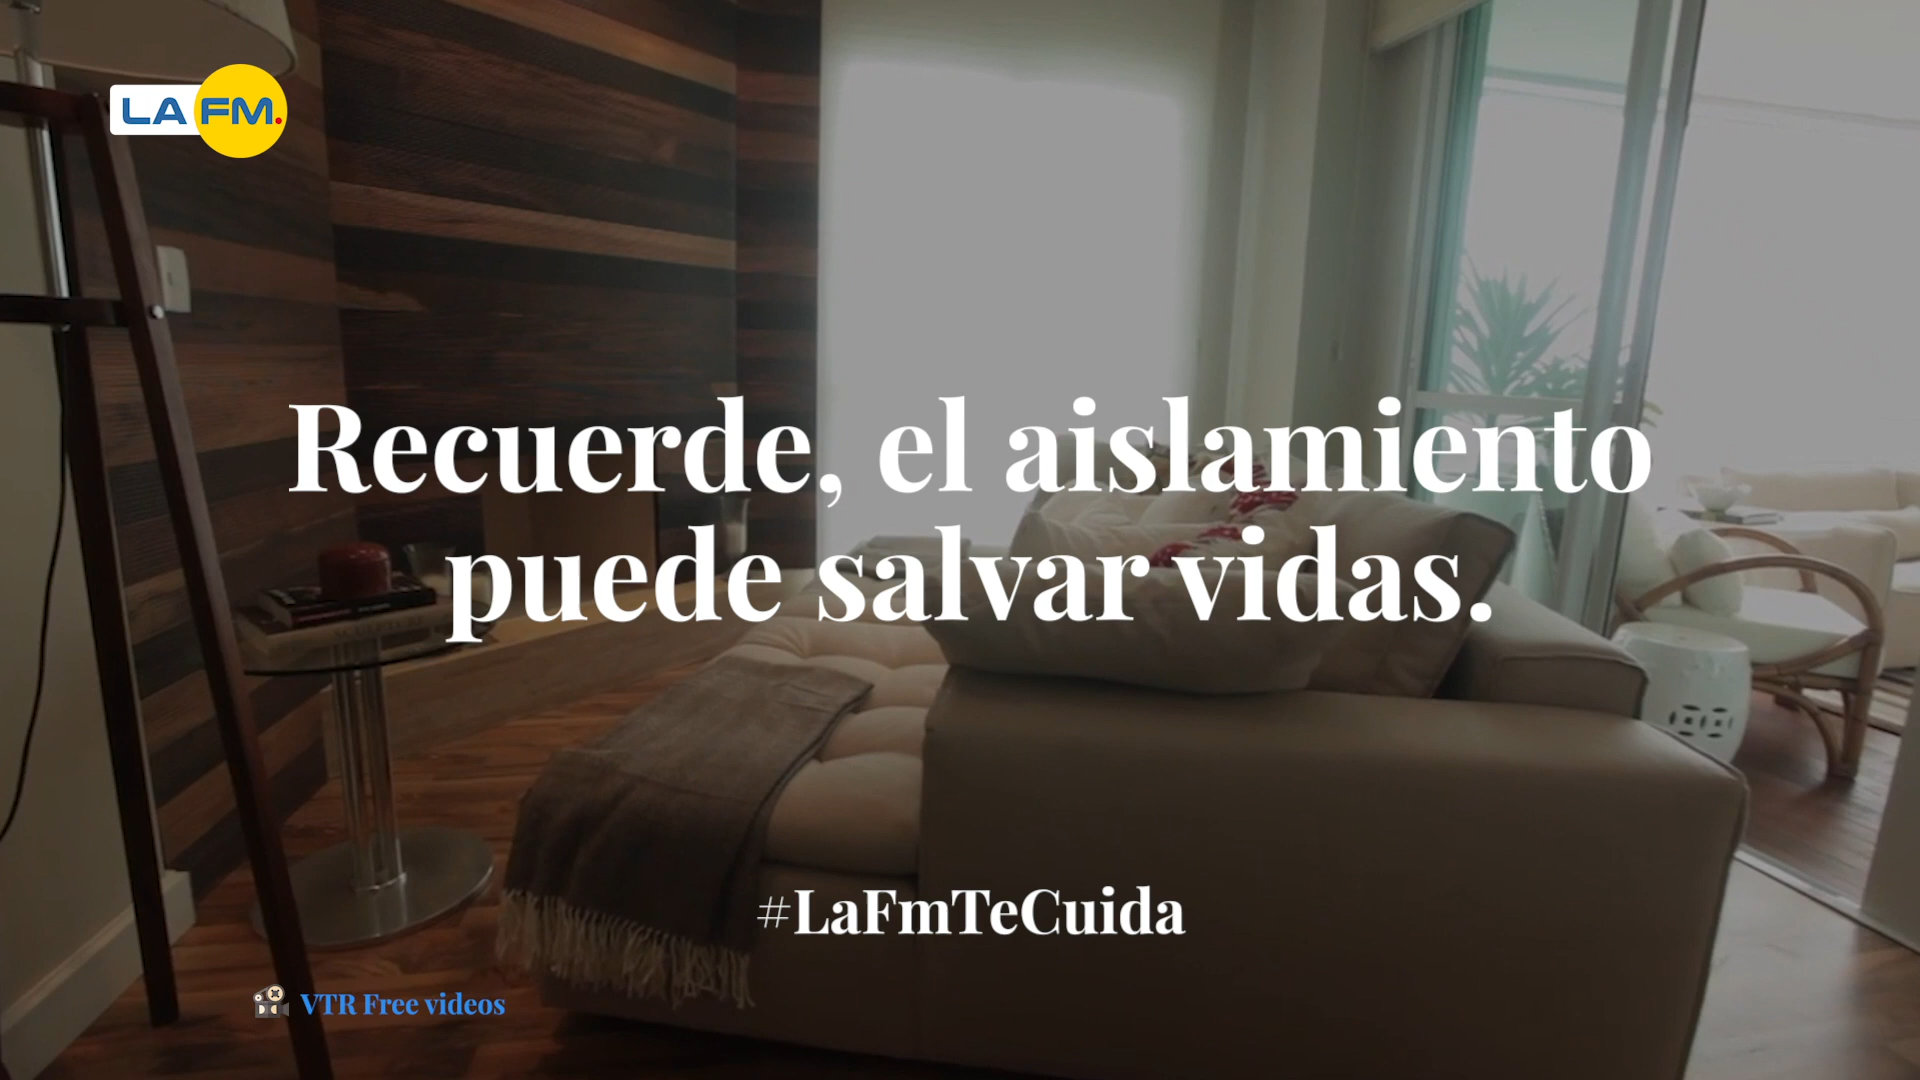 LA FM.
Recuerde, el aislamiento
puede salvar vidas.
#LaFmTeCuida
VTR Free videos